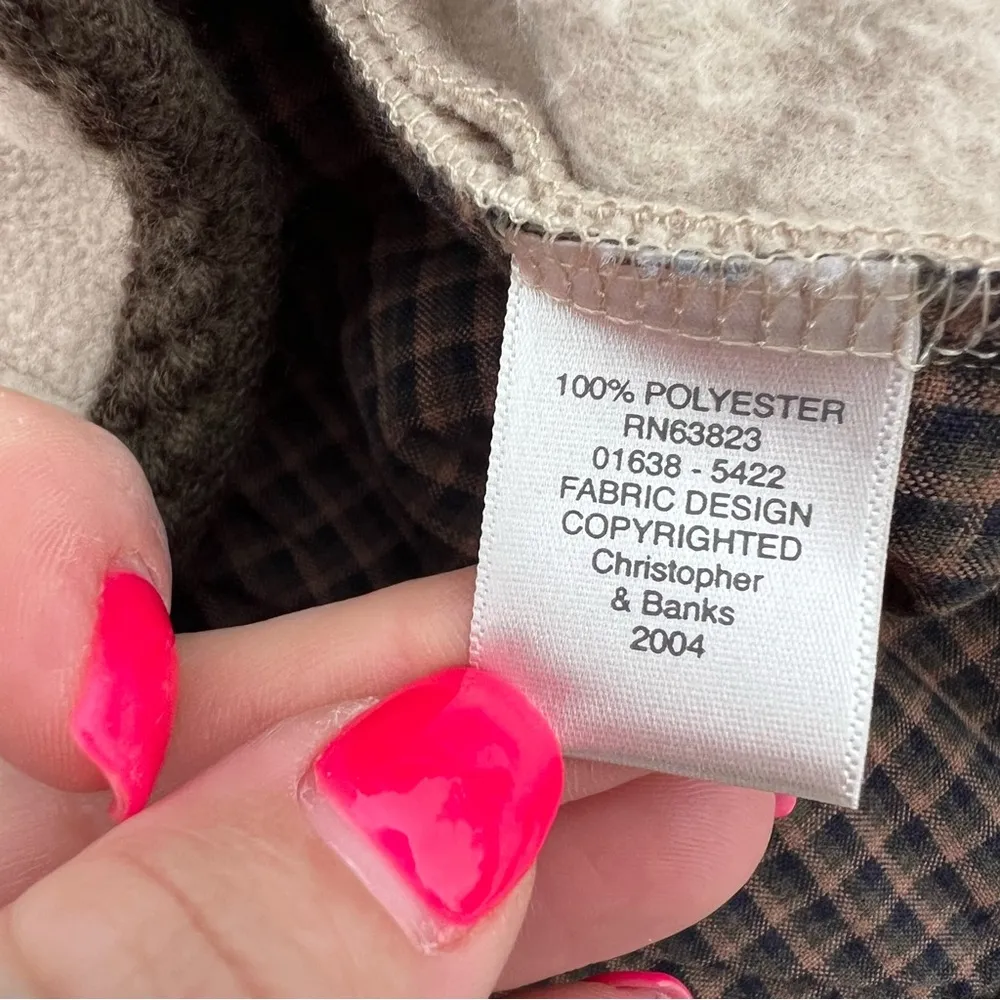 100% POLYESTER
RN63823
01638 - 5422
FABRIC DESIGN
COPYRIGHTED
Christopher
& Banks
2004